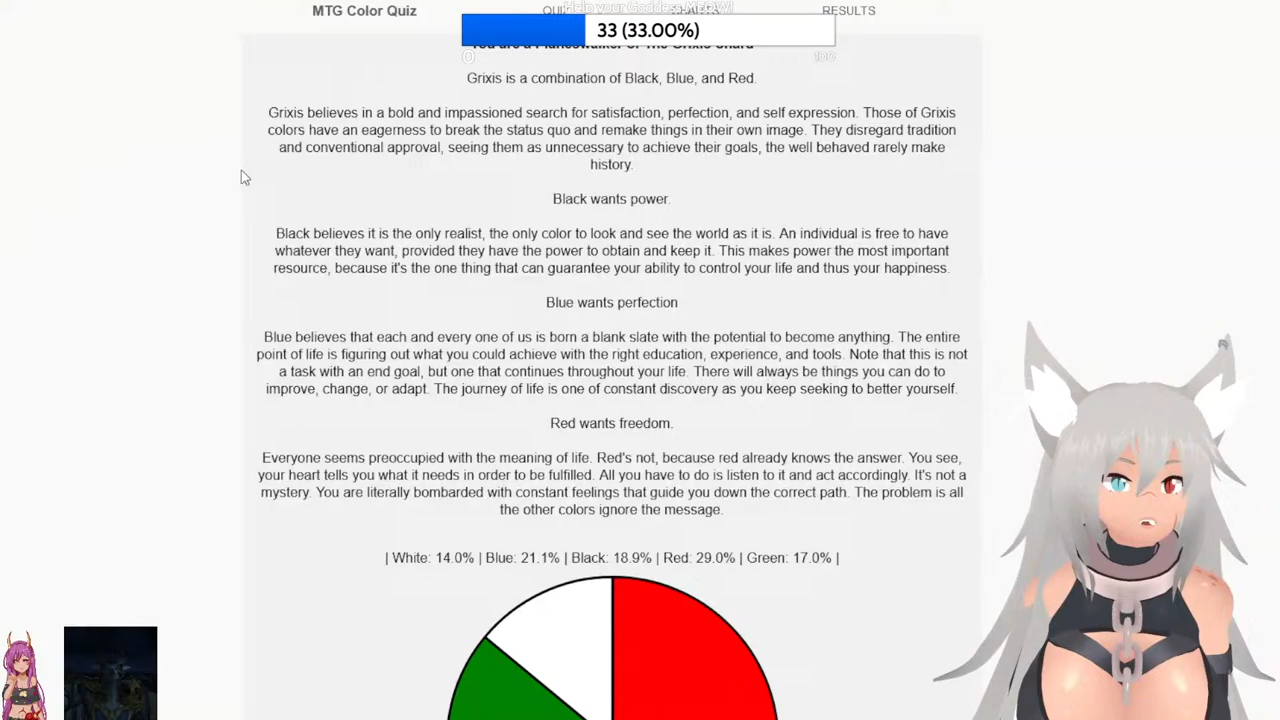 MTG Color Quiz
RESULTS
Help your Goddess MEOW!
33 (33.00%)
0
100
You are a Planeswalker of The Grixis Shard
Grixis is a combination of Black, Blue, and Red.
Grixis believes in a bold and impassioned search for satisfaction, perfection, and self expression. Those of Grixis
colors have an eagerness to break the status quo and remake things in their own image. They disregard tradition
and conventional approval, seeing them as unnecessary to achieve their goals, the well behaved rarely make
history.
Black wants power.
Black believes it is the only realist, the only color to look and see the world as it is. An individual is free to have
whatever they want, provided they have the power to obtain and keep it. This makes power the most important
resource, because it's the one thing that can guarantee your ability to control your life and thus your happiness.
Blue wants perfection
Blue believes that each and every one of us is born a blank slate with the potential to become anything. The entire
point of life is figuring out what you could achieve with the right education, experience, and tools. Note that this is not
a task with an end goal, but one that continues throughout your life. There will always be things you can do to
improve, change, or adapt. The journey of life is one of constant discovery as you keep seeking to better yourself.
Red wants freedom.
Everyone seems preoccupied with the meaning of life. Red's not, because red already knows the answer. You see,
your heart tells you what it needs in order to be fulfilled. All you have to do is listen to it and act accordingly. It's not a
mystery. You are literally bombarded with constant feelings that guide you down the correct path. The problem is all
the other colors ignore the message.
| White: 14.0% | Blue: 21.1% | Black: 18.9% | Red: 29.0% | Green: 17.0% |